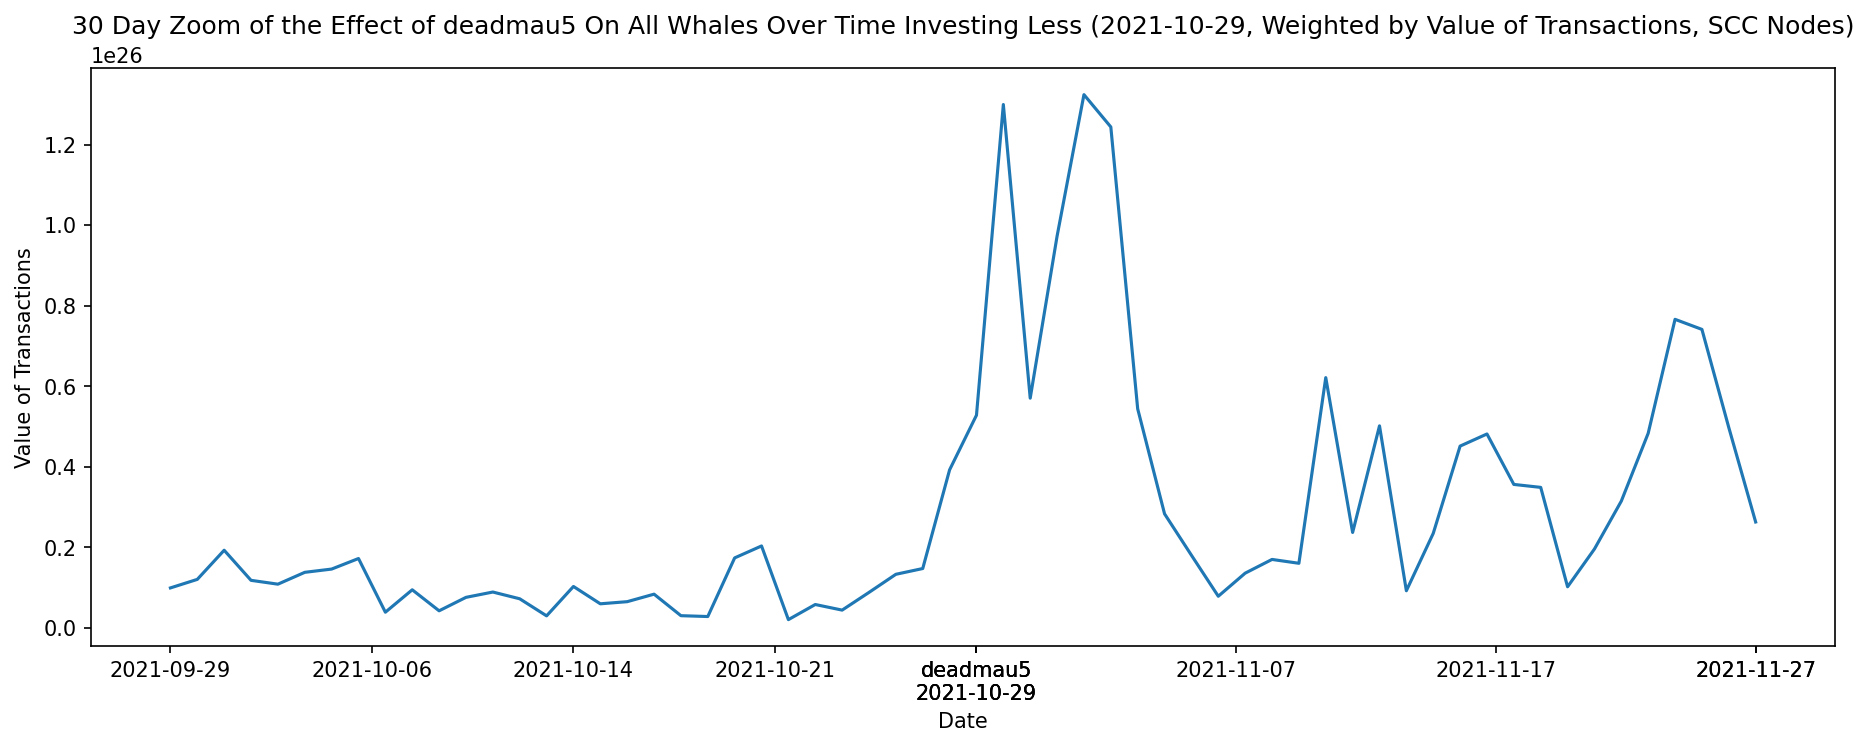 30 Day Zoom of the Effect of deadmau5 On All Whales Over Time Investing Less (2021-10-29, Weighted by Value of Transactions, SCC Nodes)
1e26
1.2
1.0
0.8
0.6
0.4
0.2
0.0
Value of Transactions
2021-09-29 2021-10-06 2021-10-14 2021-10-21 deadmau5 2021-11-07 2021-11-17 2021-11-27
2021-10-29
Date